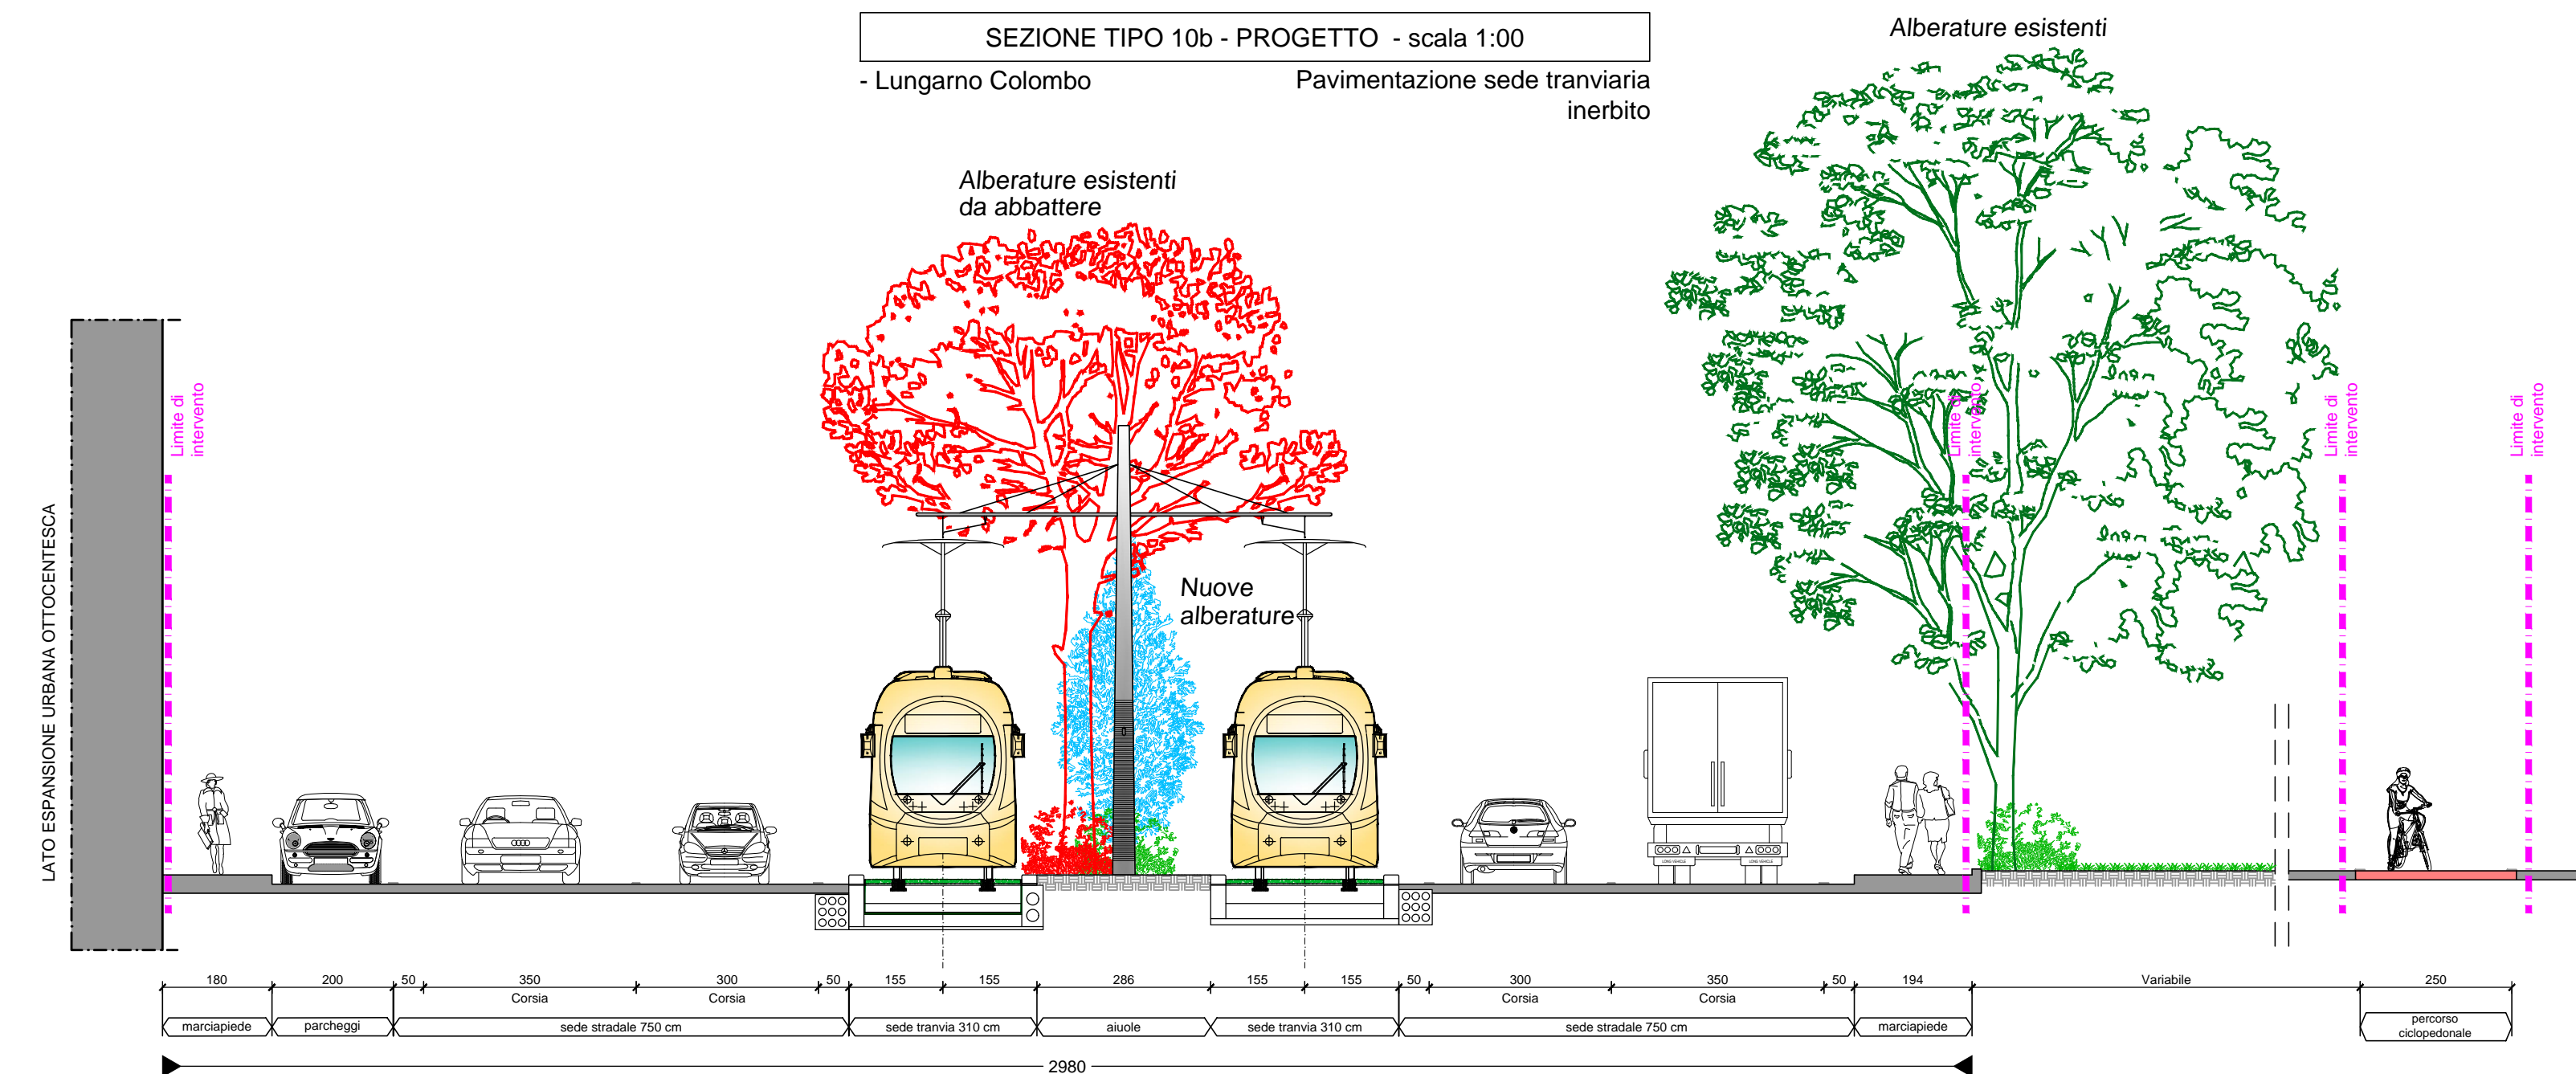 SEZIONE TIPO 10b - PROGETTO - scala 1:00
- Lungarno Colombo
Pavimentazione sede tranviaria
inerbito
Alberature esistenti
Alberature esistenti
da abbattere
Nuove
alberature
LATO ESPANSIONE URBANA OTTOCENTESCA
Limite di
intervento
Limite di
intervento
Limite di
intervento
Limite di
intervento
LONG VEHICLE
LONG VEHICLE
180 200 50 350 300 50 155 155 286 155 155 50 300 350 50 194 Variabile 250
Corsia Corsia Corsia Corsia
marciapiede parcheggi sede stradale 750 cm sede tranvia 310 cm aiuole sede tranvia 310 cm sede stradale 750 cm marciapiede
percorso
ciclopedonale
2980